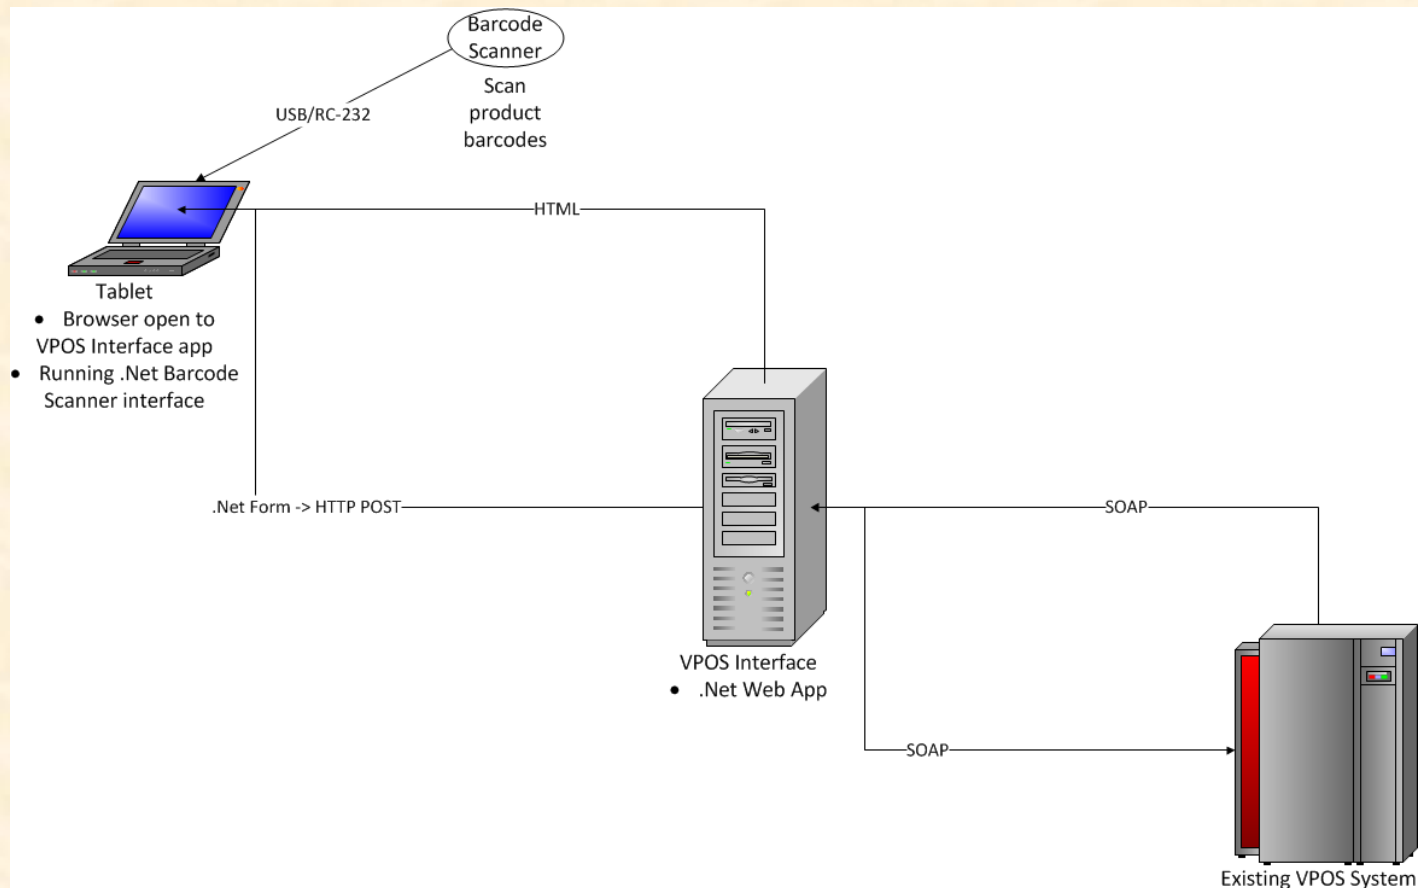 Barcode
Scanner
Scan
product
barcodes
USB/RC-232
HTML
Tablet
• Browser open to
VPOS Interface app
• Running .Net Barcode
Scanner interface
.Net Form -> HTTP POST
SOAP
VPOS Interface
• .Net Web App
SOAP
Existing VPOS System